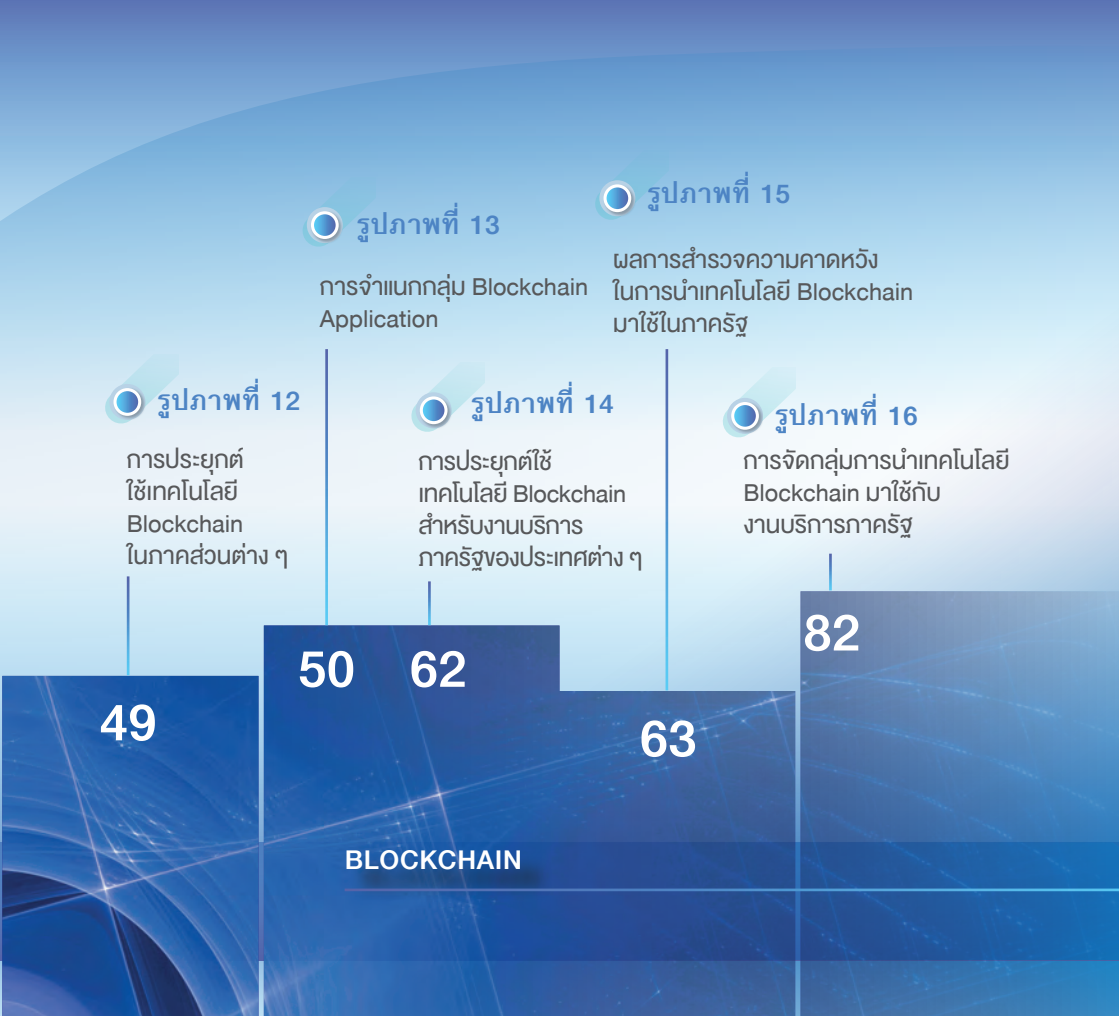 รูปภาพที่ 12
การประยุกต์
ใช้เทคโนโลยี
Blockchain
ในภาคส่วนต่าง ๆ
49
รูปภาพที่ 13
การจำแนกกลุ่ม Blockchain
Application
50
รูปภาพที่ 14
การประยุกต์ใช้
เทคโนโลยี Blockchain
สำหรับงานบริการ
ภาครัฐของประเทศต่าง ๆ
62
รูปภาพที่ 15
ผลการสำรวจความคาดหวัง
ในการนำเทคโนโลยี Blockchain
มาใช้ในภาครัฐ
63
รูปภาพที่ 16
การจัดกลุ่มการนำเทคโนโลยี
Blockchain มาใช้กับ
งานบริการภาครัฐ
82
BLOCKCHAIN